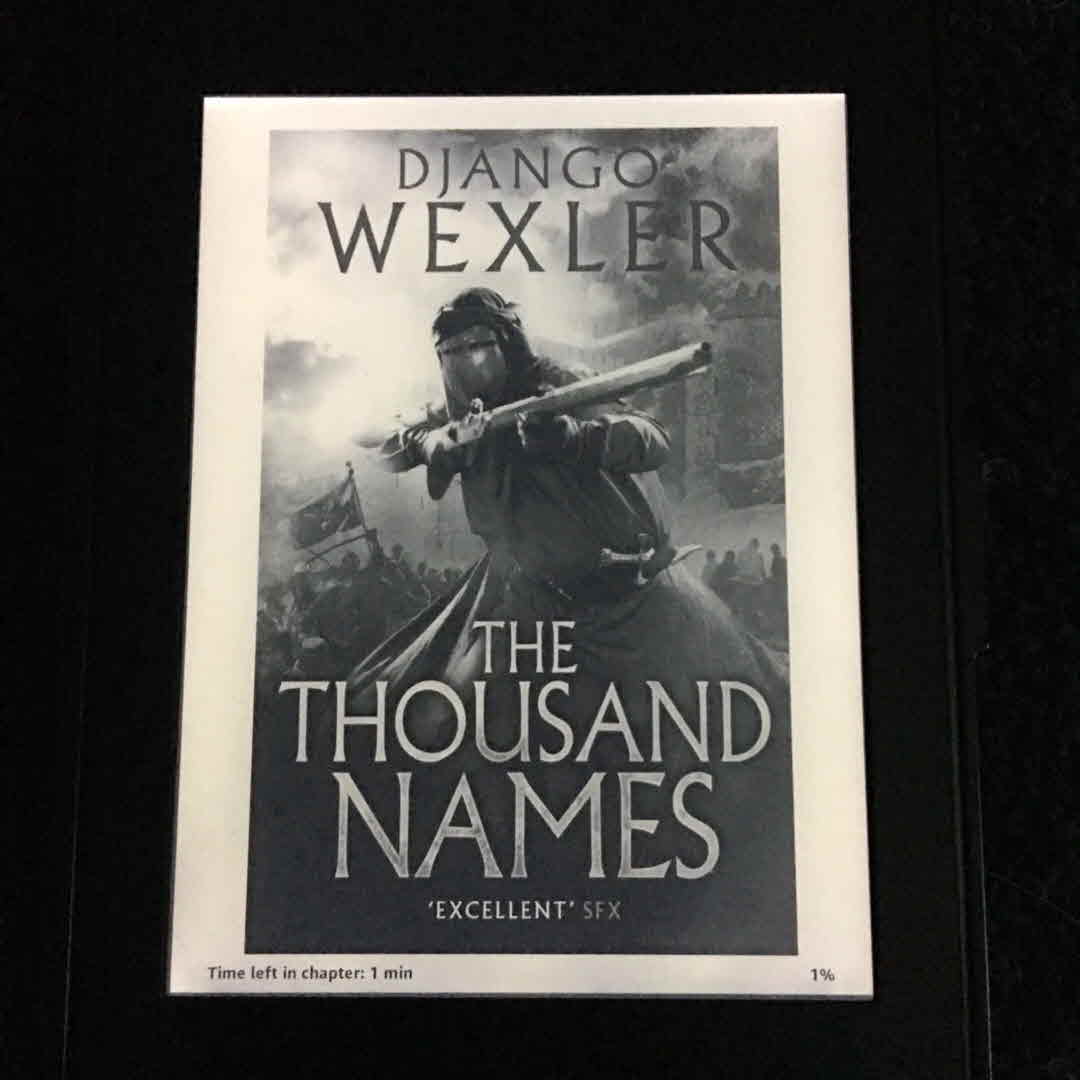 DJANGO
WEXLER
THE
THOUSAND
NAMES
‘EXCELLENT’ SFX
Time left in chapter: 1 min 1%